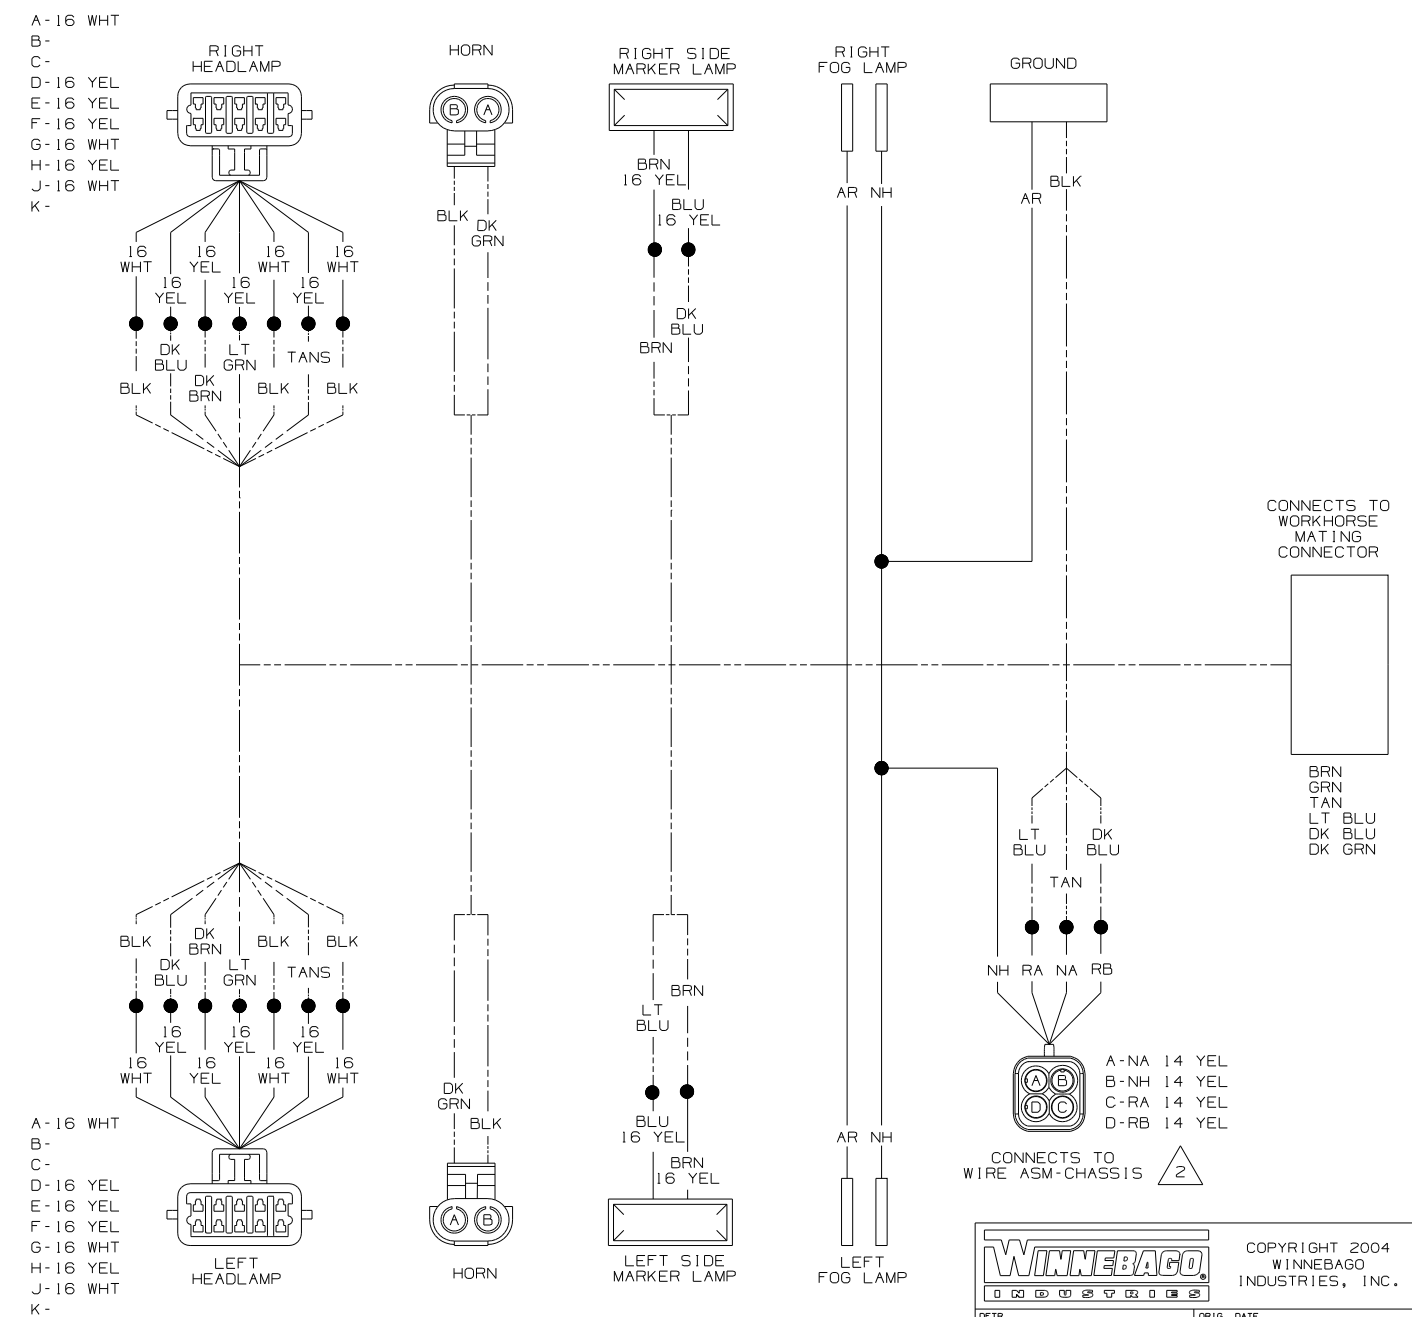 A-16 WHT
B-
C-
D-16 YEL
E-16 YEL
F-16 YEL
G-16 WHT
H-16 YEL
J-16 WHT
K-
RIGHT
HEADLAMP
HORN
B A
RIGHT SIDE
MARKER LAMP
RIGHT
FOG LAMP
GROUND
16
WHT
16
YEL
16
YEL
16
YEL
16
WHT
16
YEL
16
WHT
BLK
DK
BLU
DK
BRN
LT
GRN
BLK
TANS
BLK
BLK
DK
GRN
BRN
16 YEL
BLU
16 YEL
BRN
DK
BLU
AR NH
AR
BLK
CONNECTS TO
WORKHORSE
MATING
CONNECTOR
BRN
GRN
TAN
LT BLU
DK BLU
DK GRN
BLK
DK
BLU
DK
BRN
LT
GRN
BLK
TANS
BLK
16
WHT
16
YEL
16
YEL
16
YEL
16
WHT
16
YEL
16
WHT
DK
GRN
BLK
LT
BLU
BRN
BLU
16 YEL
BRN
16 YEL
AR NH
LT
BLU
TAN
DK
BLU
NH RA NA RB
A B
D C
A-NA 14 YEL
B-NH 14 YEL
C-RA 14 YEL
D-RB 14 YEL
CONNECTS TO
WIRE ASM-CHASSIS
2
A-16 WHT
B-
C-
D-16 YEL
E-16 YEL
F-16 YEL
G-16 WHT
H-16 YEL
J-16 WHT
K-
LEFT
HEADLAMP
A B
HORN
LEFT SIDE
MARKER LAMP
LEFT
FOG LAMP
WINNEBAGO
INDUSTRIES
COPYRIGHT 2004
WINNEBAGO
INDUSTRIES, INC.
ORIG. DATE